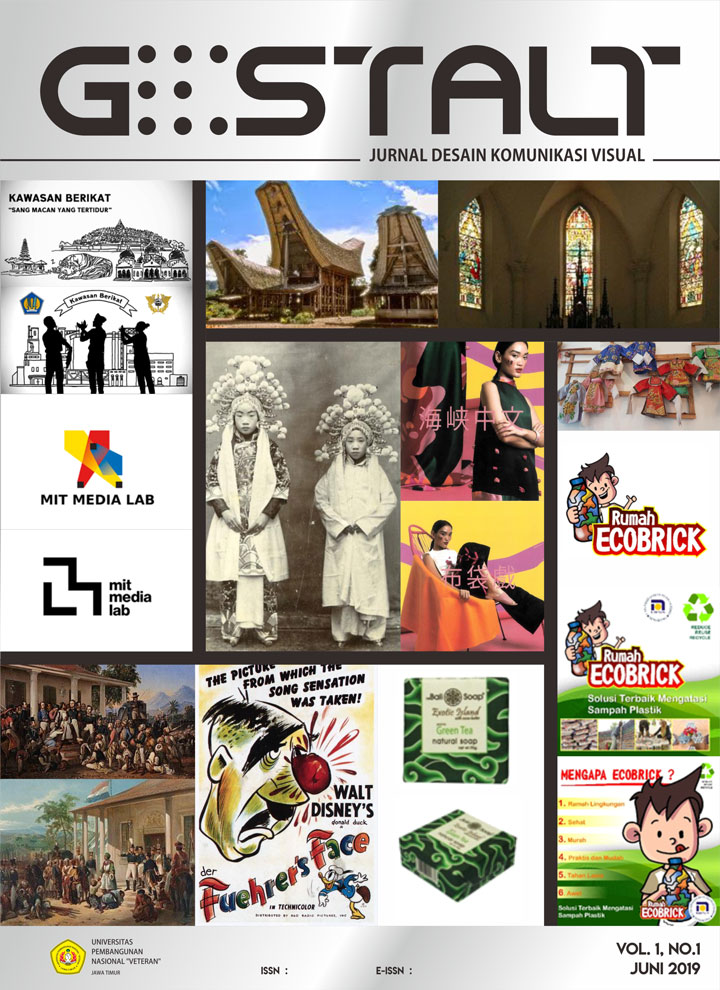 GESTALT
JURNAL DESAIN KOMUNIKASI VISUAL
KAWASAN BERIKAT
"SANG MACAN YANG TERTIDUR"
Kawasan Berikat
MIT MEDIA LAB
mit
media
lab
海峡中文
布袋戲
Rumah
ECOBRICK
REDUCE
REUSE
RECYCLE
Rumah
ECOBRICK
Solusi Terbaik Mengatasi
Sampah Plastik
THE PICTURE FROM WHICH THE
SONG SENSATION
WAS TAKEN!
WALT
DISNEY'S
donald duck
in
der
Fuehrer's Face
IN TECHNICOLOR
DISTRIBUTED BY RKO RADIO PICTURES, INC
Bali Soap
Exotic Island
Green Tea
natural soap
MENGAPA ECOBRICK ?
1. Ramah Lingkungan
2. Sehat
3. Murah
4. Praktis dan Mudah
5. Tahan Lama
6. Awet
Rumah
ECOBRICK
Solusi Terbaik Mengatasi
Sampah Plastik
UNIVERSITAS
PEMBANGUNAN
NASIONAL "VETERAN"
JAWA TIMUR
ISSN :
E-ISSN :
VOL. 1, NO.1
JUNI 2019